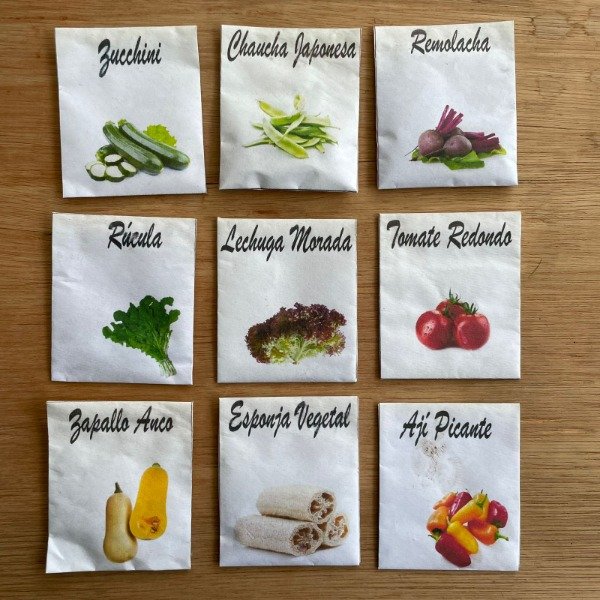 Zucchini
Chaucha Japonesa
Remolacha
Rúcula
Lechuga Morada
Tomate Redondo
Zapallo Anco
Esponja Vegetal
Ají Picante